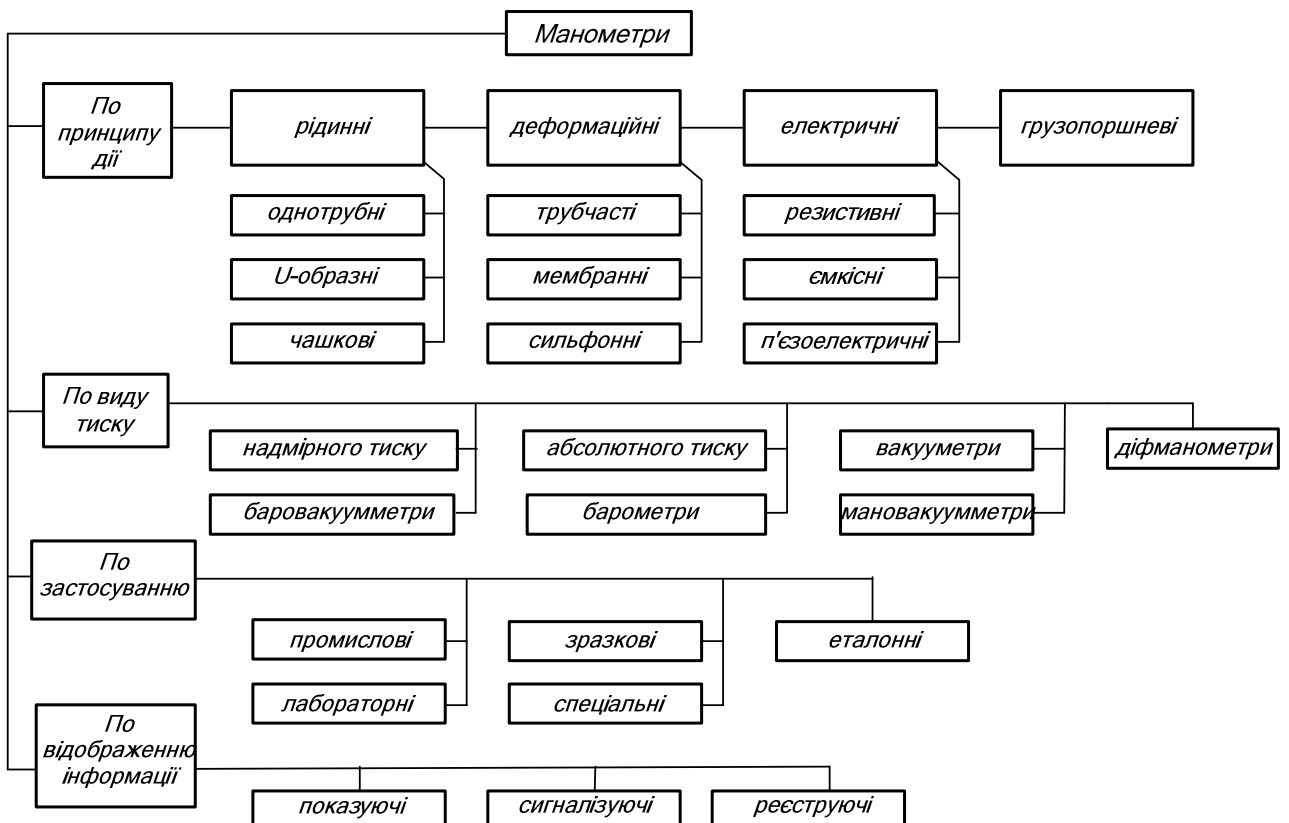 Манометри
По
принципу
дії
рідинні
деформаційні
електричні
грузопоршневі
однотрубні
трубчасті
резистивні
U-образні
мембранні
ємкісні
чашкові
сильфонні
п'єзоелектричні
По виду
тиску
надмірного тиску
абсолютного тиску
вакууметри
діфманометри
баровакуумметри
барометри
мановакуумметри
По
застосуванню
промислові
зразкові
еталонні
лабораторні
спеціальні
По
відображенню
інформації
показуючі
сигналізуючі
реєструючі